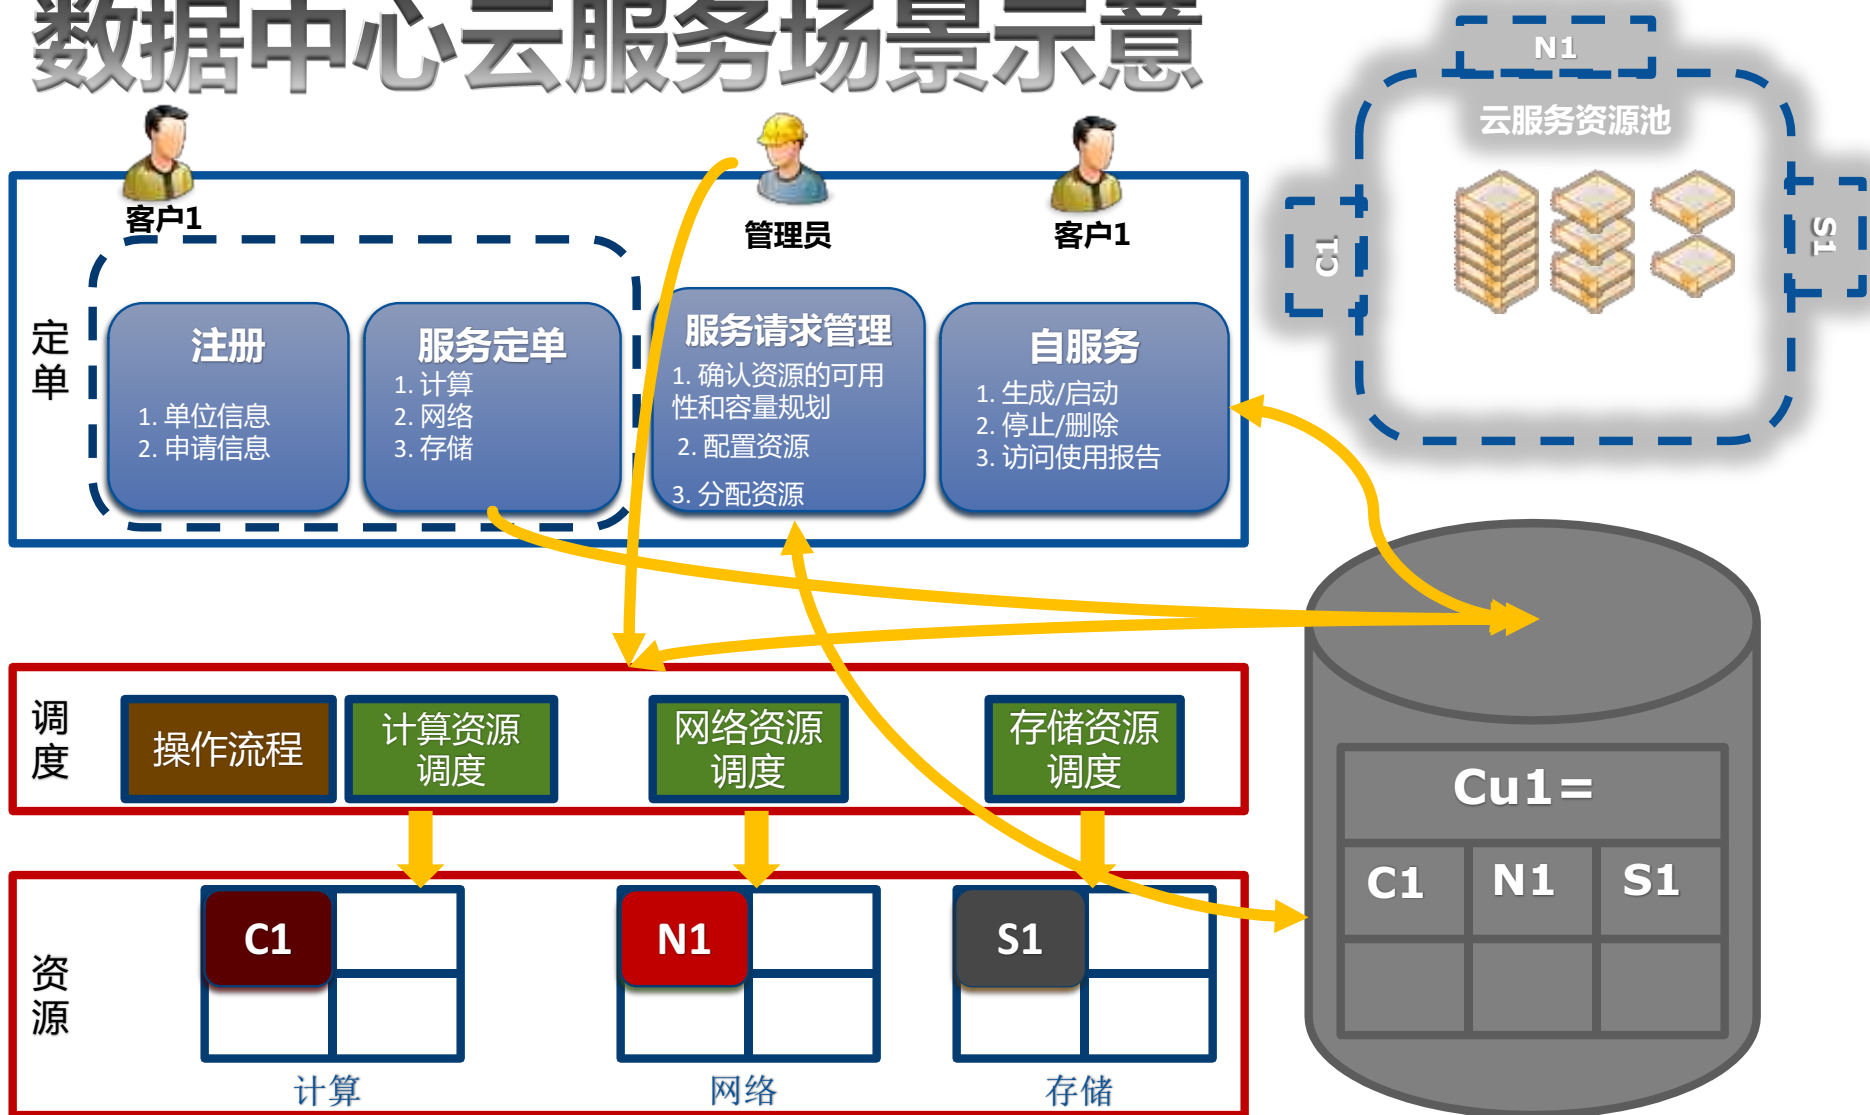 数据中心云服务场景示意
N1
云服务资源池
C1
S1
客户1
管理员
客户1
定
单
注册
1. 单位信息
2. 申请信息
服务定单
1. 计算
2. 网络
3. 存储
服务请求管理
1. 确认资源的可用
性和容量规划
2. 配置资源
3. 分配资源
自服务
1. 生成/启动
2. 停止/删除
3. 访问使用报告
调
度
操作流程
计算资源
调度
网络资源
调度
存储资源
调度
Cu1=
C1
N1
S1
资
源
C1
N1
S1
计算
网络
存储